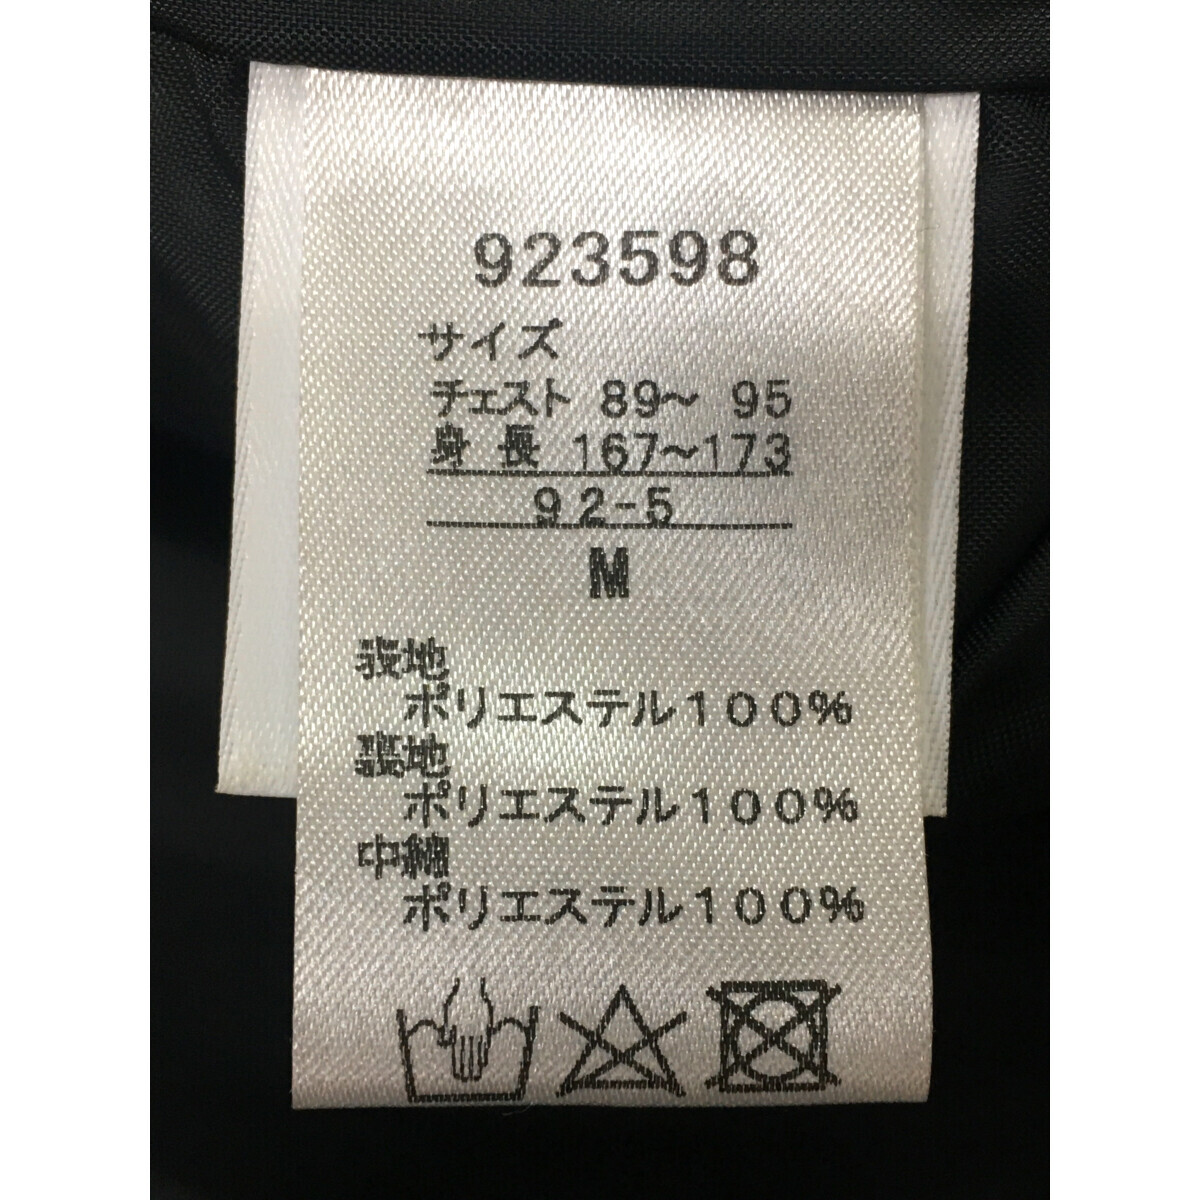 923598
サイズ
チェスト 89～ 95
身 長 167～173
92-5
M
表地
ポリエステル100%
裏地
ポリエステル100%
中綿
ポリエステル100%